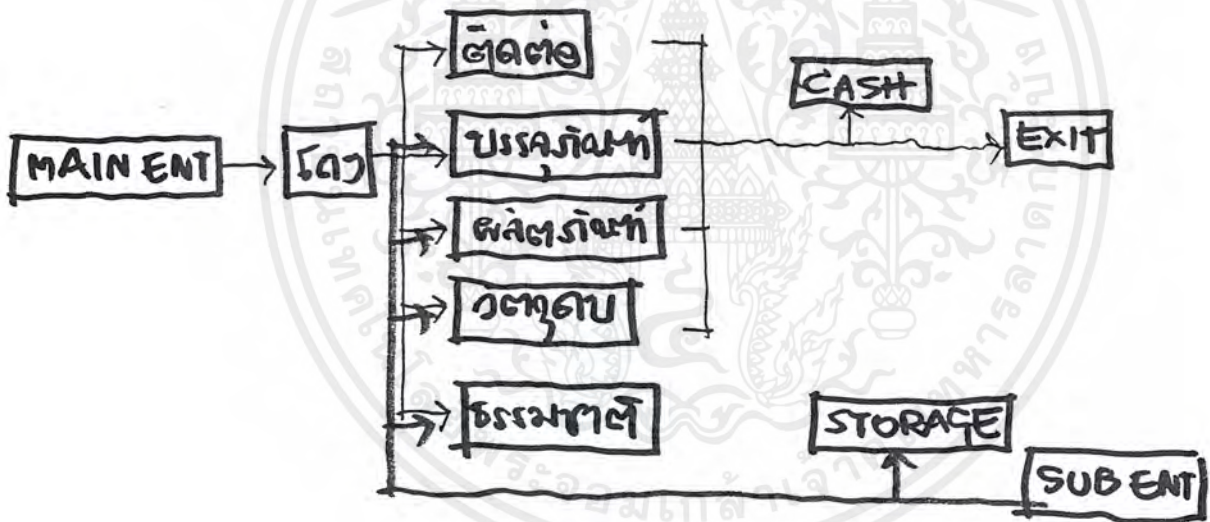 ติดต่อ
CASH
MAIN ENT
โถง
บรรจุภัณฑ์
EXIT
ผลิตภัณฑ์
วัตถุดิบ
ธรรมชาติ
STORAGE
SUB ENT